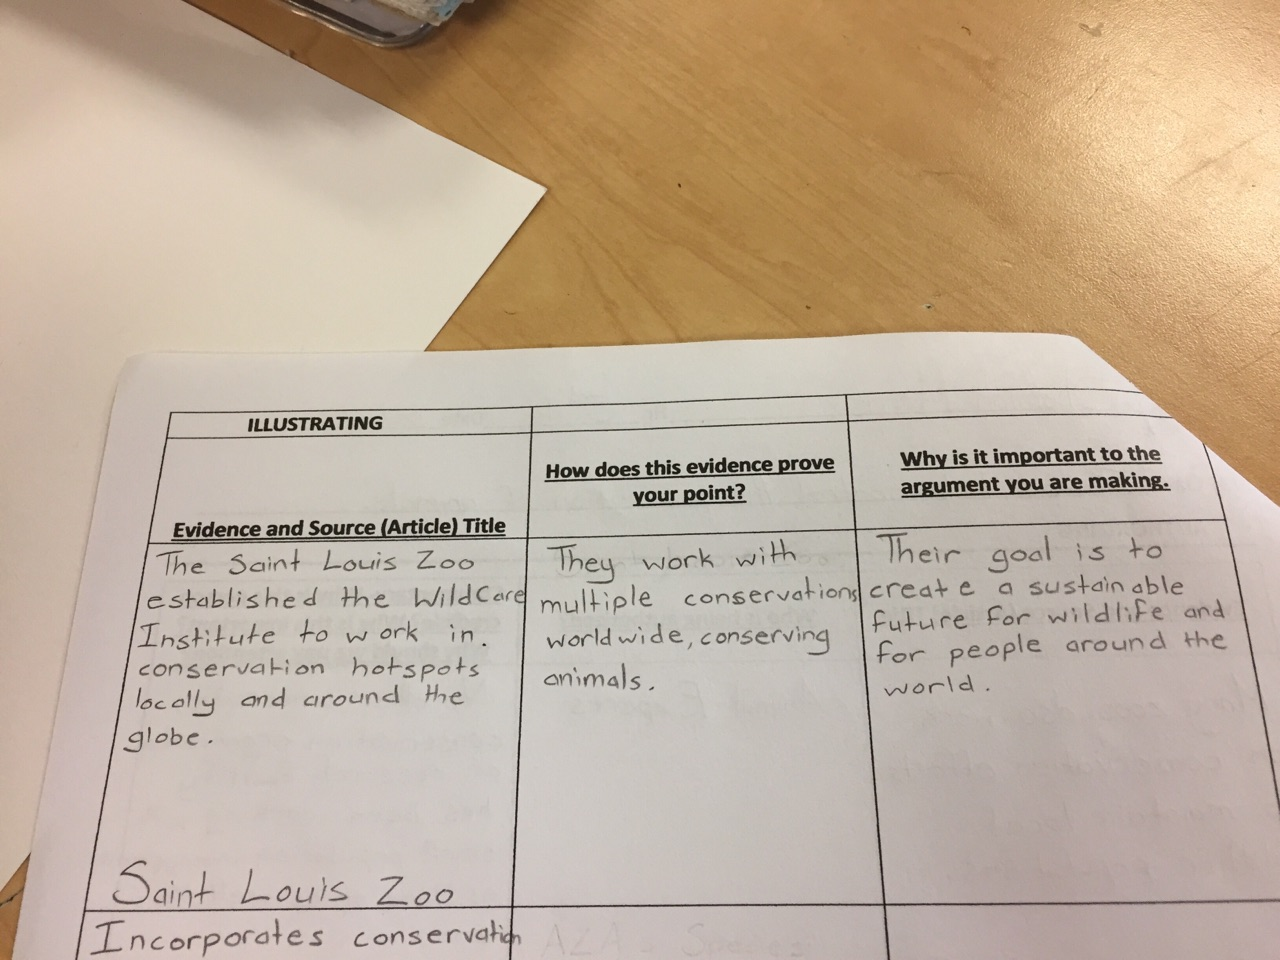 ILLUSTRATING
Evidence and Source (Article) Title
How does this evidence prove
your point?
Why is it important to the
argument you are making.
The Saint Louis Zoo
established the WildCare
Institute to work in.
conservation hotspots
locally and around the
globe.
Saint Louis Zoo
They work with
multiple conservations
worldwide, conserving
animals.
Their goal is to
create a sustainable
future for wildlife and
for people around the
world.
Incorporates conservation
AZA Species